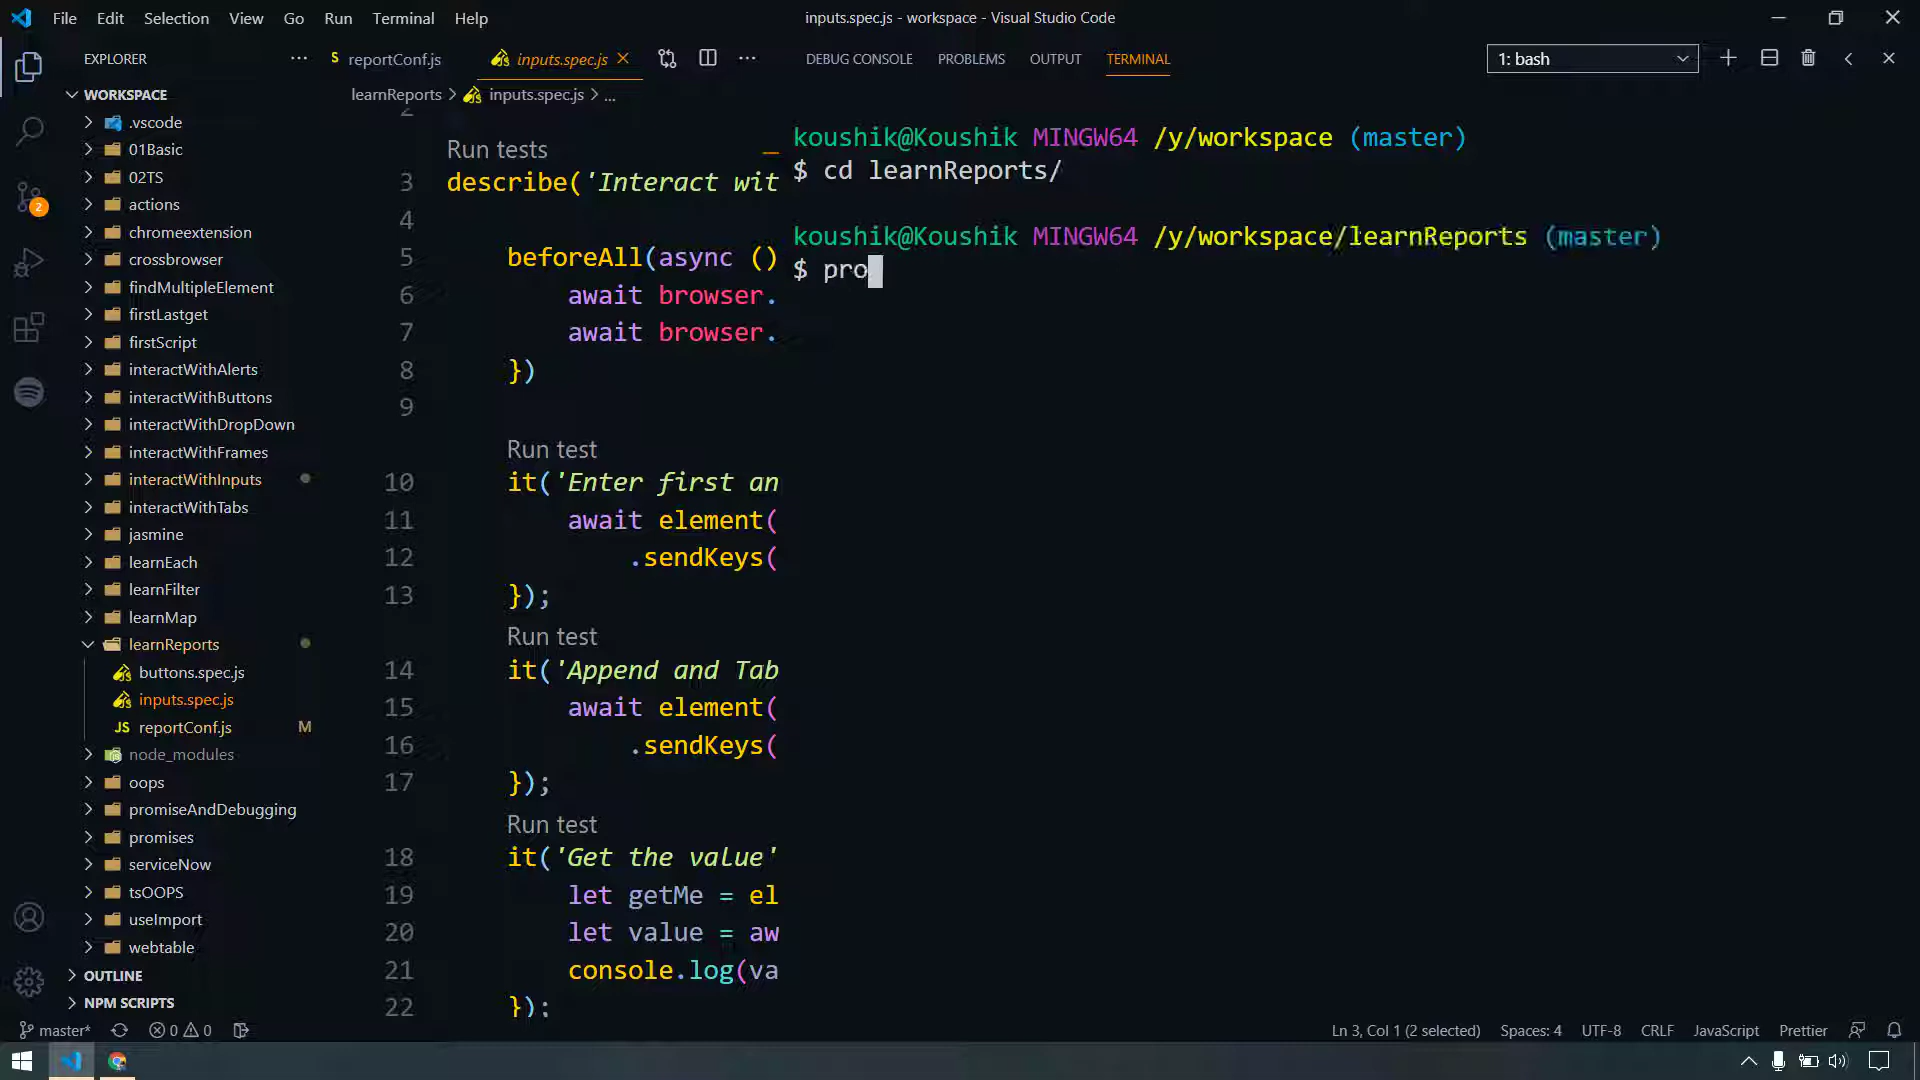 File Edit Selection View Go Run Terminal Help
inputs.spec.js - workspace - Visual Studio Code
EXPLORER
reportConf.js
inputs.spec.js
DEBUG CONSOLE PROBLEMS OUTPUT TERMINAL
1: bash
WORKSPACE
.vscode
01Basic
02TS
actions
chromeextension
crossbrowser
findMultipleElement
firstLastget
firstScript
interactWithAlerts
interactWithButtons
interactWithDropDown
interactWithFrames
interactWithInputs
interactWithTabs
jasmine
learnEach
learnFilter
learnMap
learnReports
buttons.spec.js
inputs.spec.js
JS reportConf.js M
node_modules
oops
promiseAndDebugging
promises
serviceNow
tsOOPS
useImport
webtable
OUTLINE
NPM SCRIPTS
2
learnReports > inputs.spec.js > ...
2
Run tests
3 describe('Interact wit
4
5 beforeAll(async ()
6 await browser.
7 await browser.
8 })
9
Run test
10 it('Enter first an
11 await element(
12 .sendKeys(
13 });
Run test
14 it('Append and Tab
15 await element(
16 .sendKeys(
17 });
Run test
18 it('Get the value'
19 let getMe = el
20 let value = aw
21 console.log(va
22 });
koushik@Koushik MINGW64 /y/workspace (master)
$ cd learnReports/
koushik@Koushik MINGW64 /y/workspace/learnReports (master)
$ pro
master* 0 0
Ln 3, Col 1 (2 selected) Spaces: 4 UTF-8 CRLF JavaScript Prettier